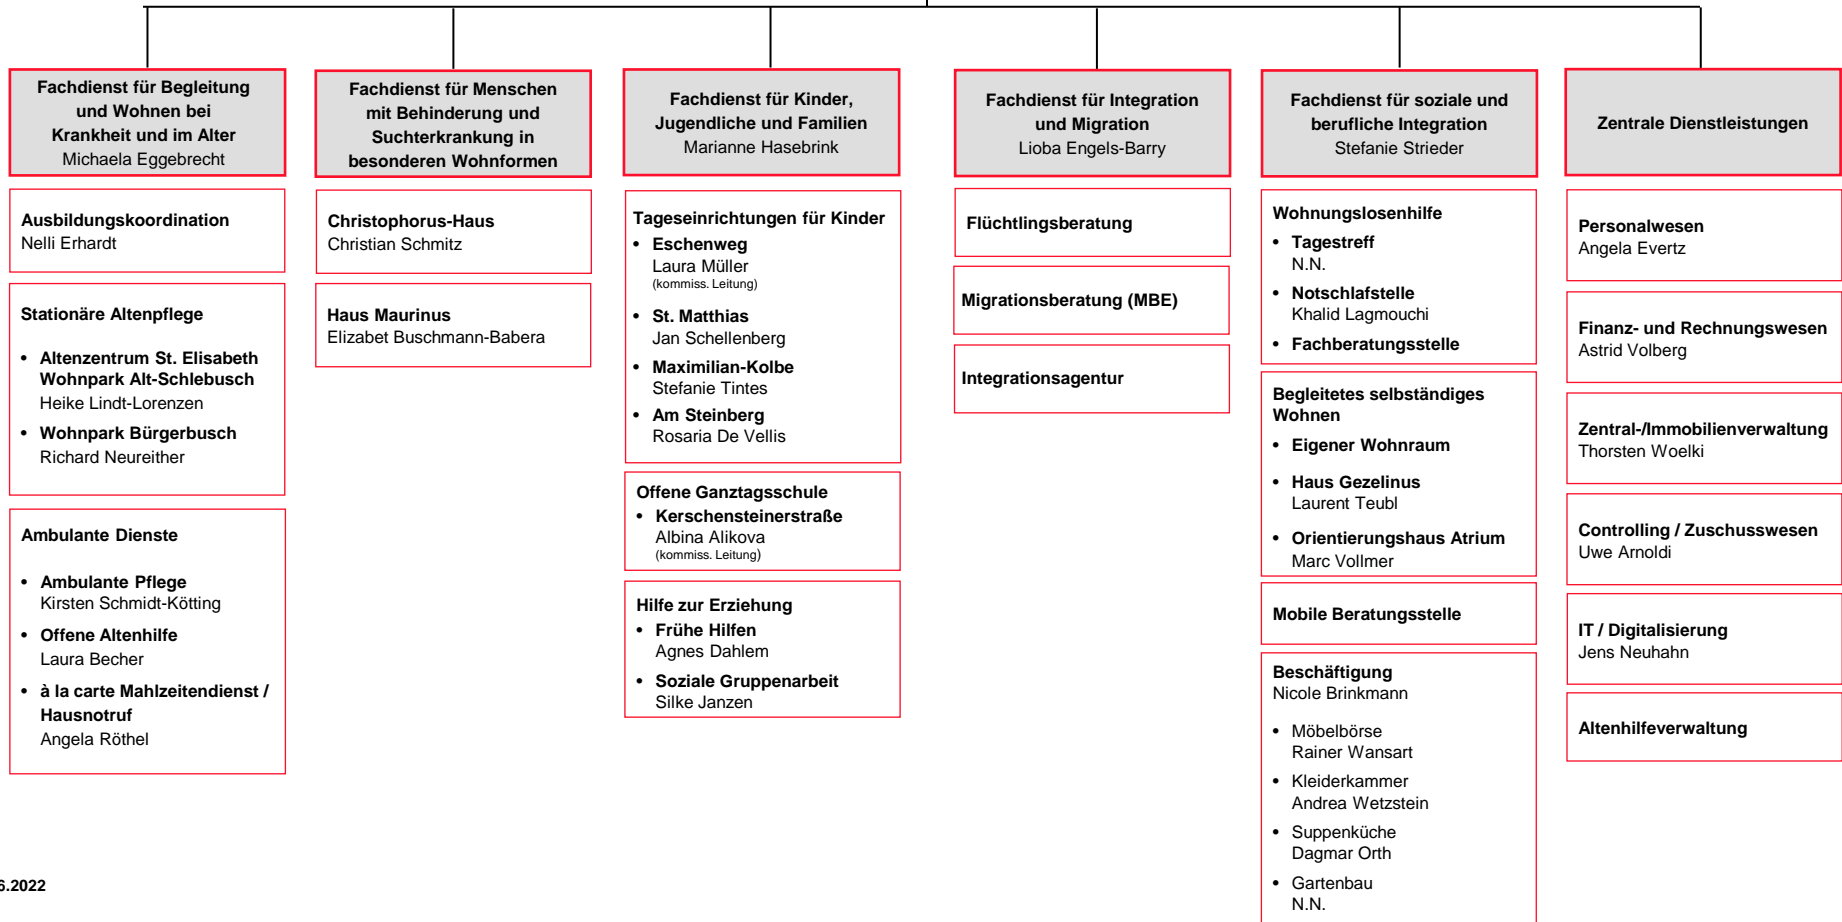 Fachdienst für Begleitung
und Wohnen bei
Krankheit und im Alter
Michaela Eggebrecht
Ausbildungskoordination
Nelli Erhardt
Stationäre Altenpflege
• Altenzentrum St. Elisabeth
Wohnpark Alt-Schlebusch
Heike Lindt-Lorenzen
• Wohnpark Bürgerbusch
Richard Neureither
Ambulante Dienste
• Ambulante Pflege
Kirsten Schmidt-Kötting
• Offene Altenhilfe
Laura Becher
• à la carte Mahlzeitendienst /
Hausnotruf
Angela Röthel
Fachdienst für Menschen
mit Behinderung und
Suchterkrankung in
besonderen Wohnformen
Christophorus-Haus
Christian Schmitz
Haus Maurinus
Elizabet Buschmann-Babera
Fachdienst für Kinder,
Jugendliche und Familien
Marianne Hasebrink
Tageseinrichtungen für Kinder
• Eschenweg
Laura Müller
(kommiss. Leitung)
• St. Matthias
Jan Schellenberg
• Maximilian-Kolbe
Stefanie Tintes
• Am Steinberg
Rosaria De Vellis
Offene Ganztagsschule
• Kerschensteinerstraße
Albina Alikova
(kommiss. Leitung)
Hilfe zur Erziehung
• Frühe Hilfen
Agnes Dahlem
• Soziale Gruppenarbeit
Silke Janzen
Fachdienst für Integration
und Migration
Lioba Engels-Barry
Flüchtlingsberatung
Migrationsberatung (MBE)
Integrationsagentur
Fachdienst für soziale und
berufliche Integration
Stefanie Strieder
Wohnungslosenhilfe
• Tagestreff
N.N.
• Notschlafstelle
Khalid Lagmouchi
• Fachberatungsstelle
Begleitetes selbständiges
Wohnen
• Eigener Wohnraum
• Haus Gezelinus
Laurent Teubl
• Orientierungshaus Atrium
Marc Vollmer
Mobile Beratungsstelle
Beschäftigung
Nicole Brinkmann
• Möbelbörse
Rainer Wansart
• Kleiderkammer
Andrea Wetzstein
• Suppenküche
Dagmar Orth
• Gartenbau
N.N.
Zentrale Dienstleistungen
Personalwesen
Angela Evertz
Finanz- und Rechnungswesen
Astrid Volberg
Zentral-/Immobilienverwaltung
Thorsten Woelki
Controlling / Zuschusswesen
Uwe Arnoldi
IT / Digitalisierung
Jens Neuhahn
Altenhilfeverwaltung
6.2022